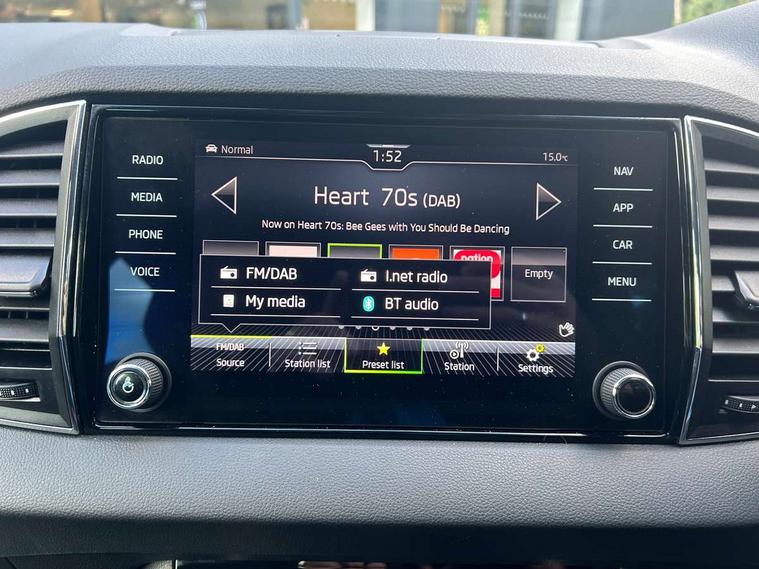 RADIO
MEDIA
PHONE
VOICE
Normal
1:52
15.0°C
Heart 70s (DAB)
Now on Heart 70s: Bee Gees with You Should Be Dancing
nation
Empty
FM/DAB
I.net radio
My media
BT audio
FM/DAB
Source
Station list
Preset list
Station
Settings
NAV
APP
CAR
MENU